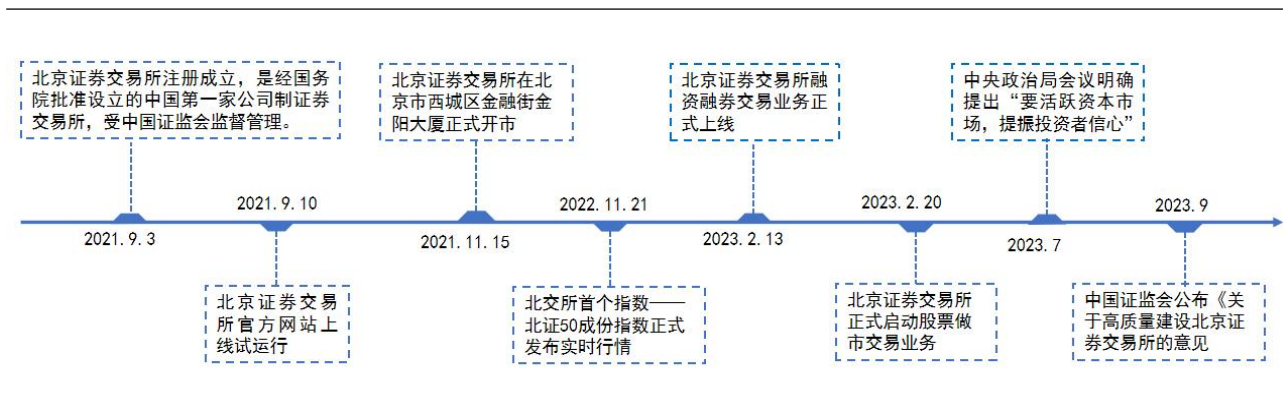 北京证券交易所注册成立，是经国务
院批准设立的中国第一家公司制证券
交易所，受中国证监会监督管理。
北京证券交易所在北
京市西城区金融街金
阳大厦正式开市
北京证券交易所融
资融券交易业务正
式上线
中央政治局会议明确
提出“要活跃资本市
场，提振投资者信心”
2021.9.10
2022.11.21
2023.2.20
2023.9
2021.9.3
2021.11.15
2023.2.13
2023.7
北京证券交易
所官方网站上
线试运行
北交所首个指数——
北证50成份指数正式
发布实时行情
北京证券交易所
正式启动股票做
市交易业务
中国证监会公布《关
于高质量建设北京证
券交易所的意见